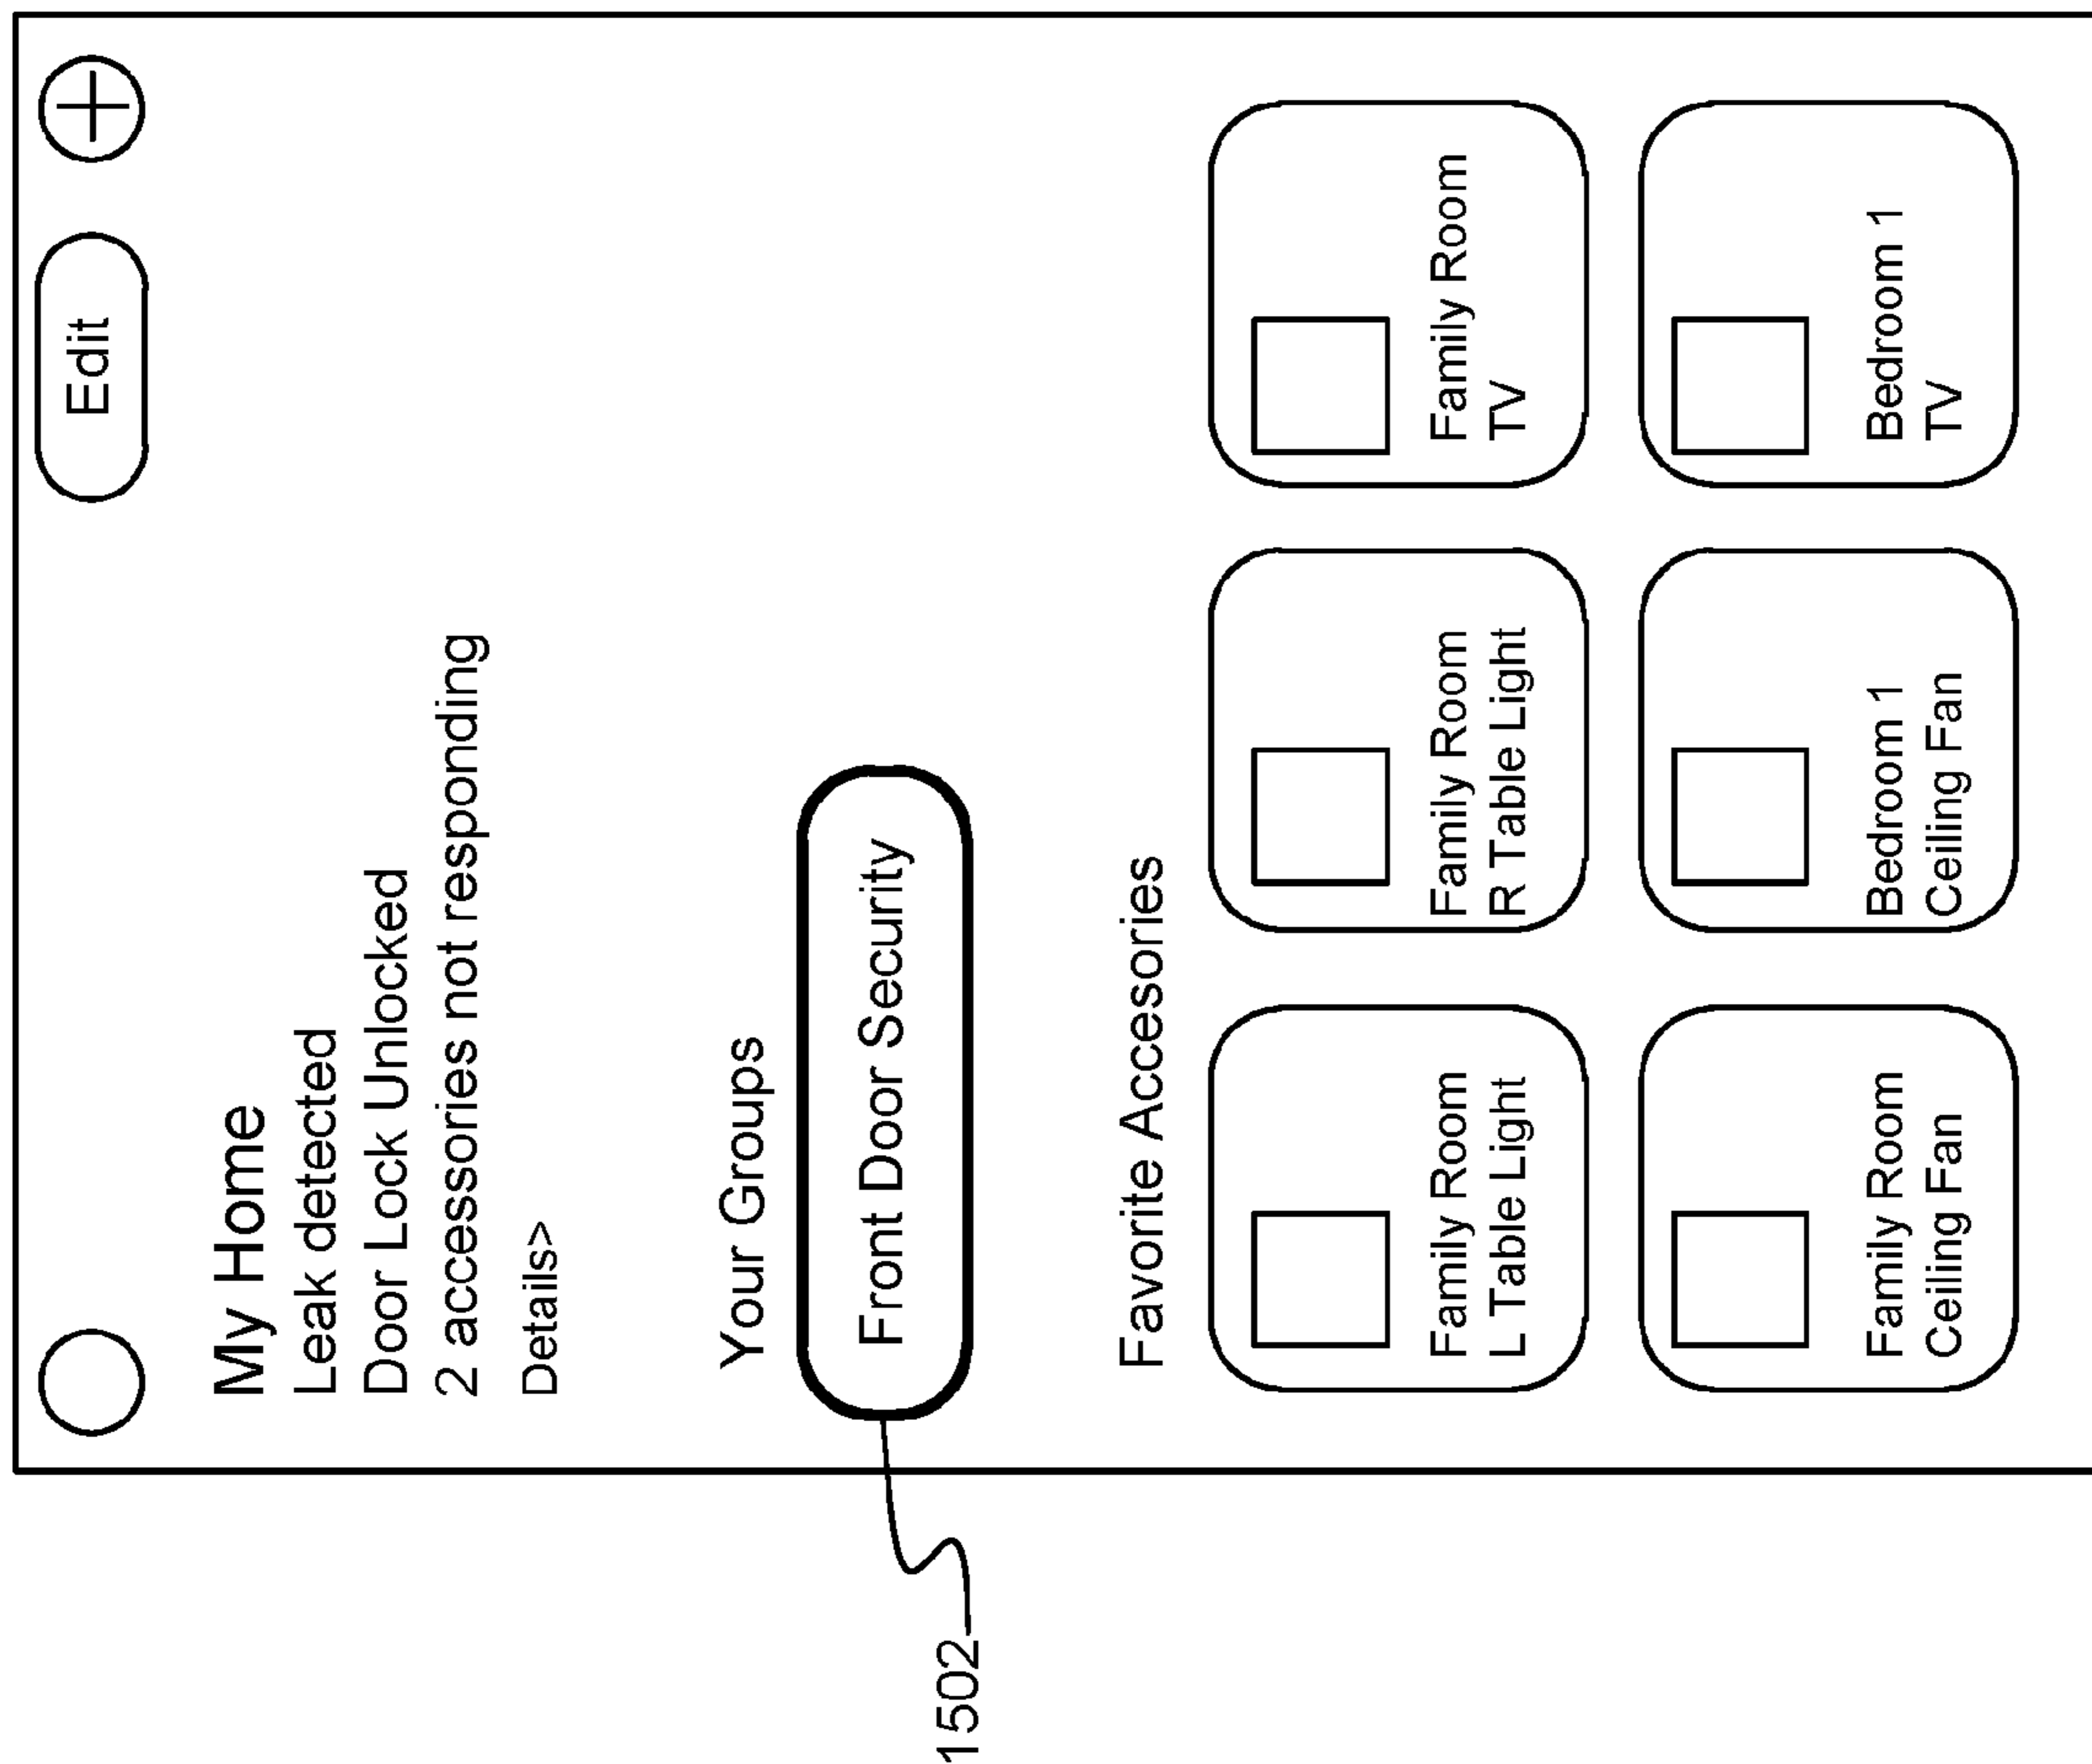 Edit
My Home
Leak detected
Door Lock Unlocked
2 accessories not responding
Details>
Your Groups
Front Door Security
1502
Favorite Accessories
Family Room
L Table Light
Family Room
R Table Light
Family Room
TV
Family Room
Ceiling Fan
Bedroom 1
Ceiling Fan
Bedroom 1
TV